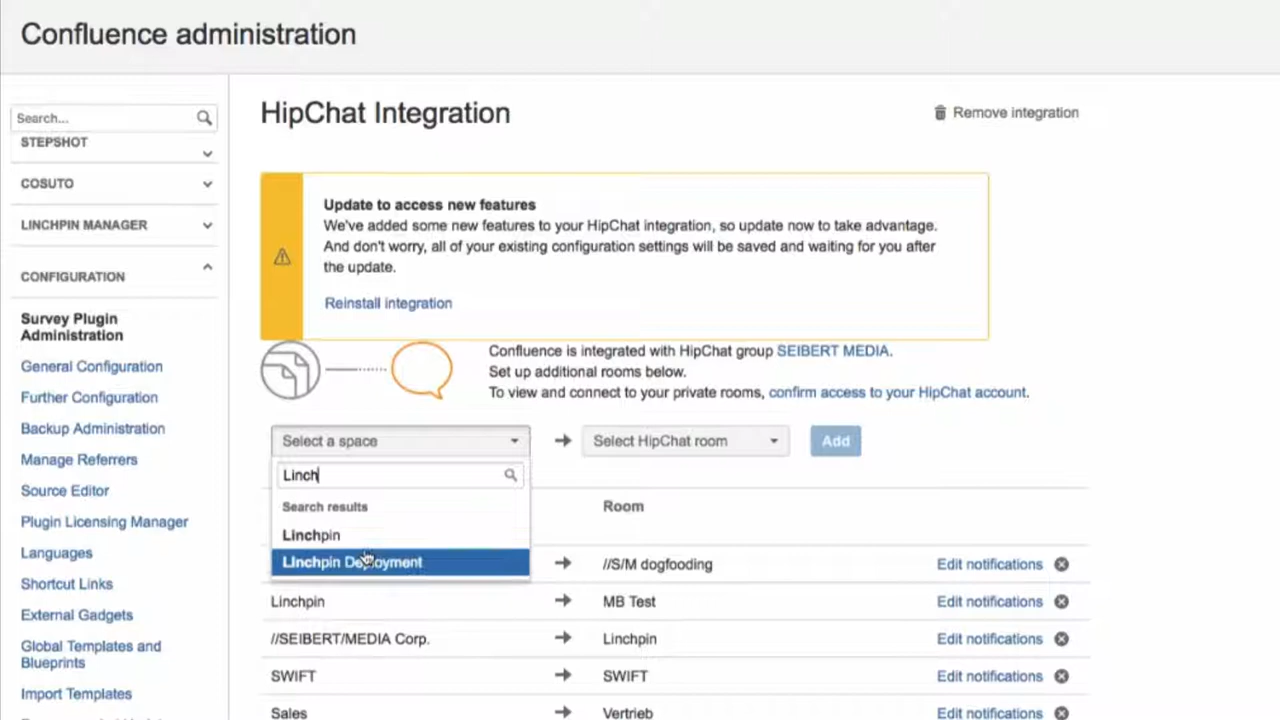 Confluence administration
Search...
STEPSHOT
COSUTO
LINCHPIN MANAGER
CONFIGURATION
Survey Plugin
Administration
General Configuration
Further Configuration
Backup Administration
Manage Referrers
Source Editor
Plugin Licensing Manager
Languages
Shortcut Links
External Gadgets
Global Templates and
Blueprints
Import Templates
HipChat Integration
Remove integration
Update to access new features
We've added some new features to your HipChat integration, so update now to take advantage.
And don't worry, all of your existing configuration settings will be saved and waiting for you after
the update.
Reinstall integration
Confluence is integrated with HipChat group SEIBERT MEDIA.
Set up additional rooms below.
To view and connect to your private rooms, confirm access to your HipChat account.
Select a space
Select HipChat room
Add
Linch
Search results
Linchpin
Linchpin Deployment
Room
//S/M dogfooding
Edit notifications
Linchpin
MB Test
Edit notifications
//SEIBERT/MEDIA Corp.
Linchpin
Edit notifications
SWIFT
SWIFT
Edit notifications
Sales
Vertrieb
Edit notifications